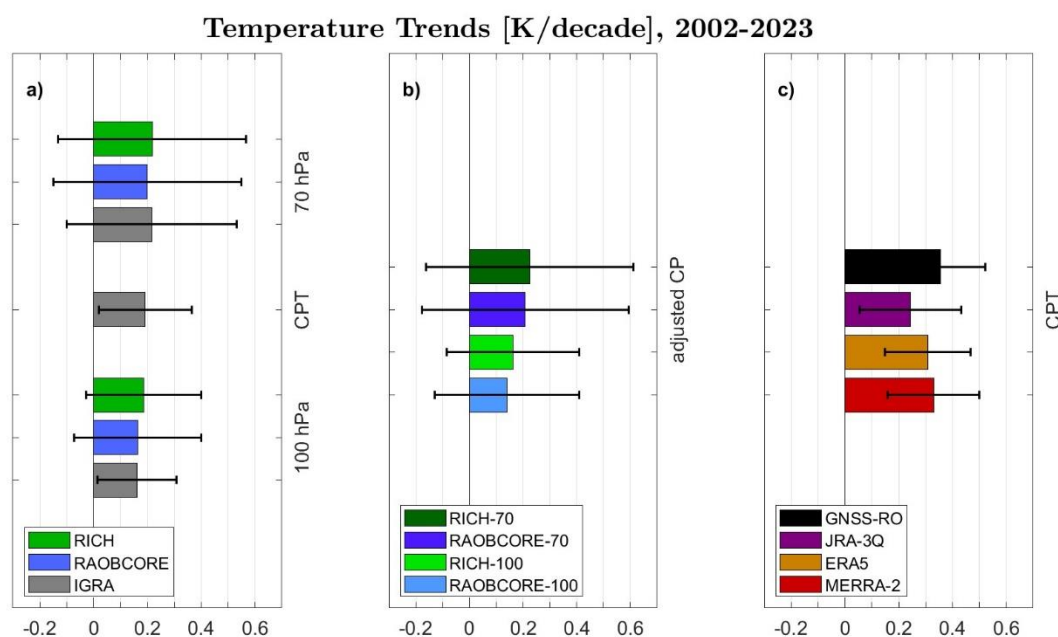 Temperature Trends [K/decade], 2002-2023
a)
70 hPa
CPT
100 hPa
RICH
RAOBCORE
IGRA
-0.2 0 0.2 0.4 0.6
b)
adjusted CP
RICH-70
RAOBCORE-70
RICH-100
RAOBCORE-100
-0.2 0 0.2 0.4 0.6
c)
CPT
GNSS-RO
JRA-3Q
ERA5
MERRA-2
-0.2 0 0.2 0.4 0.6